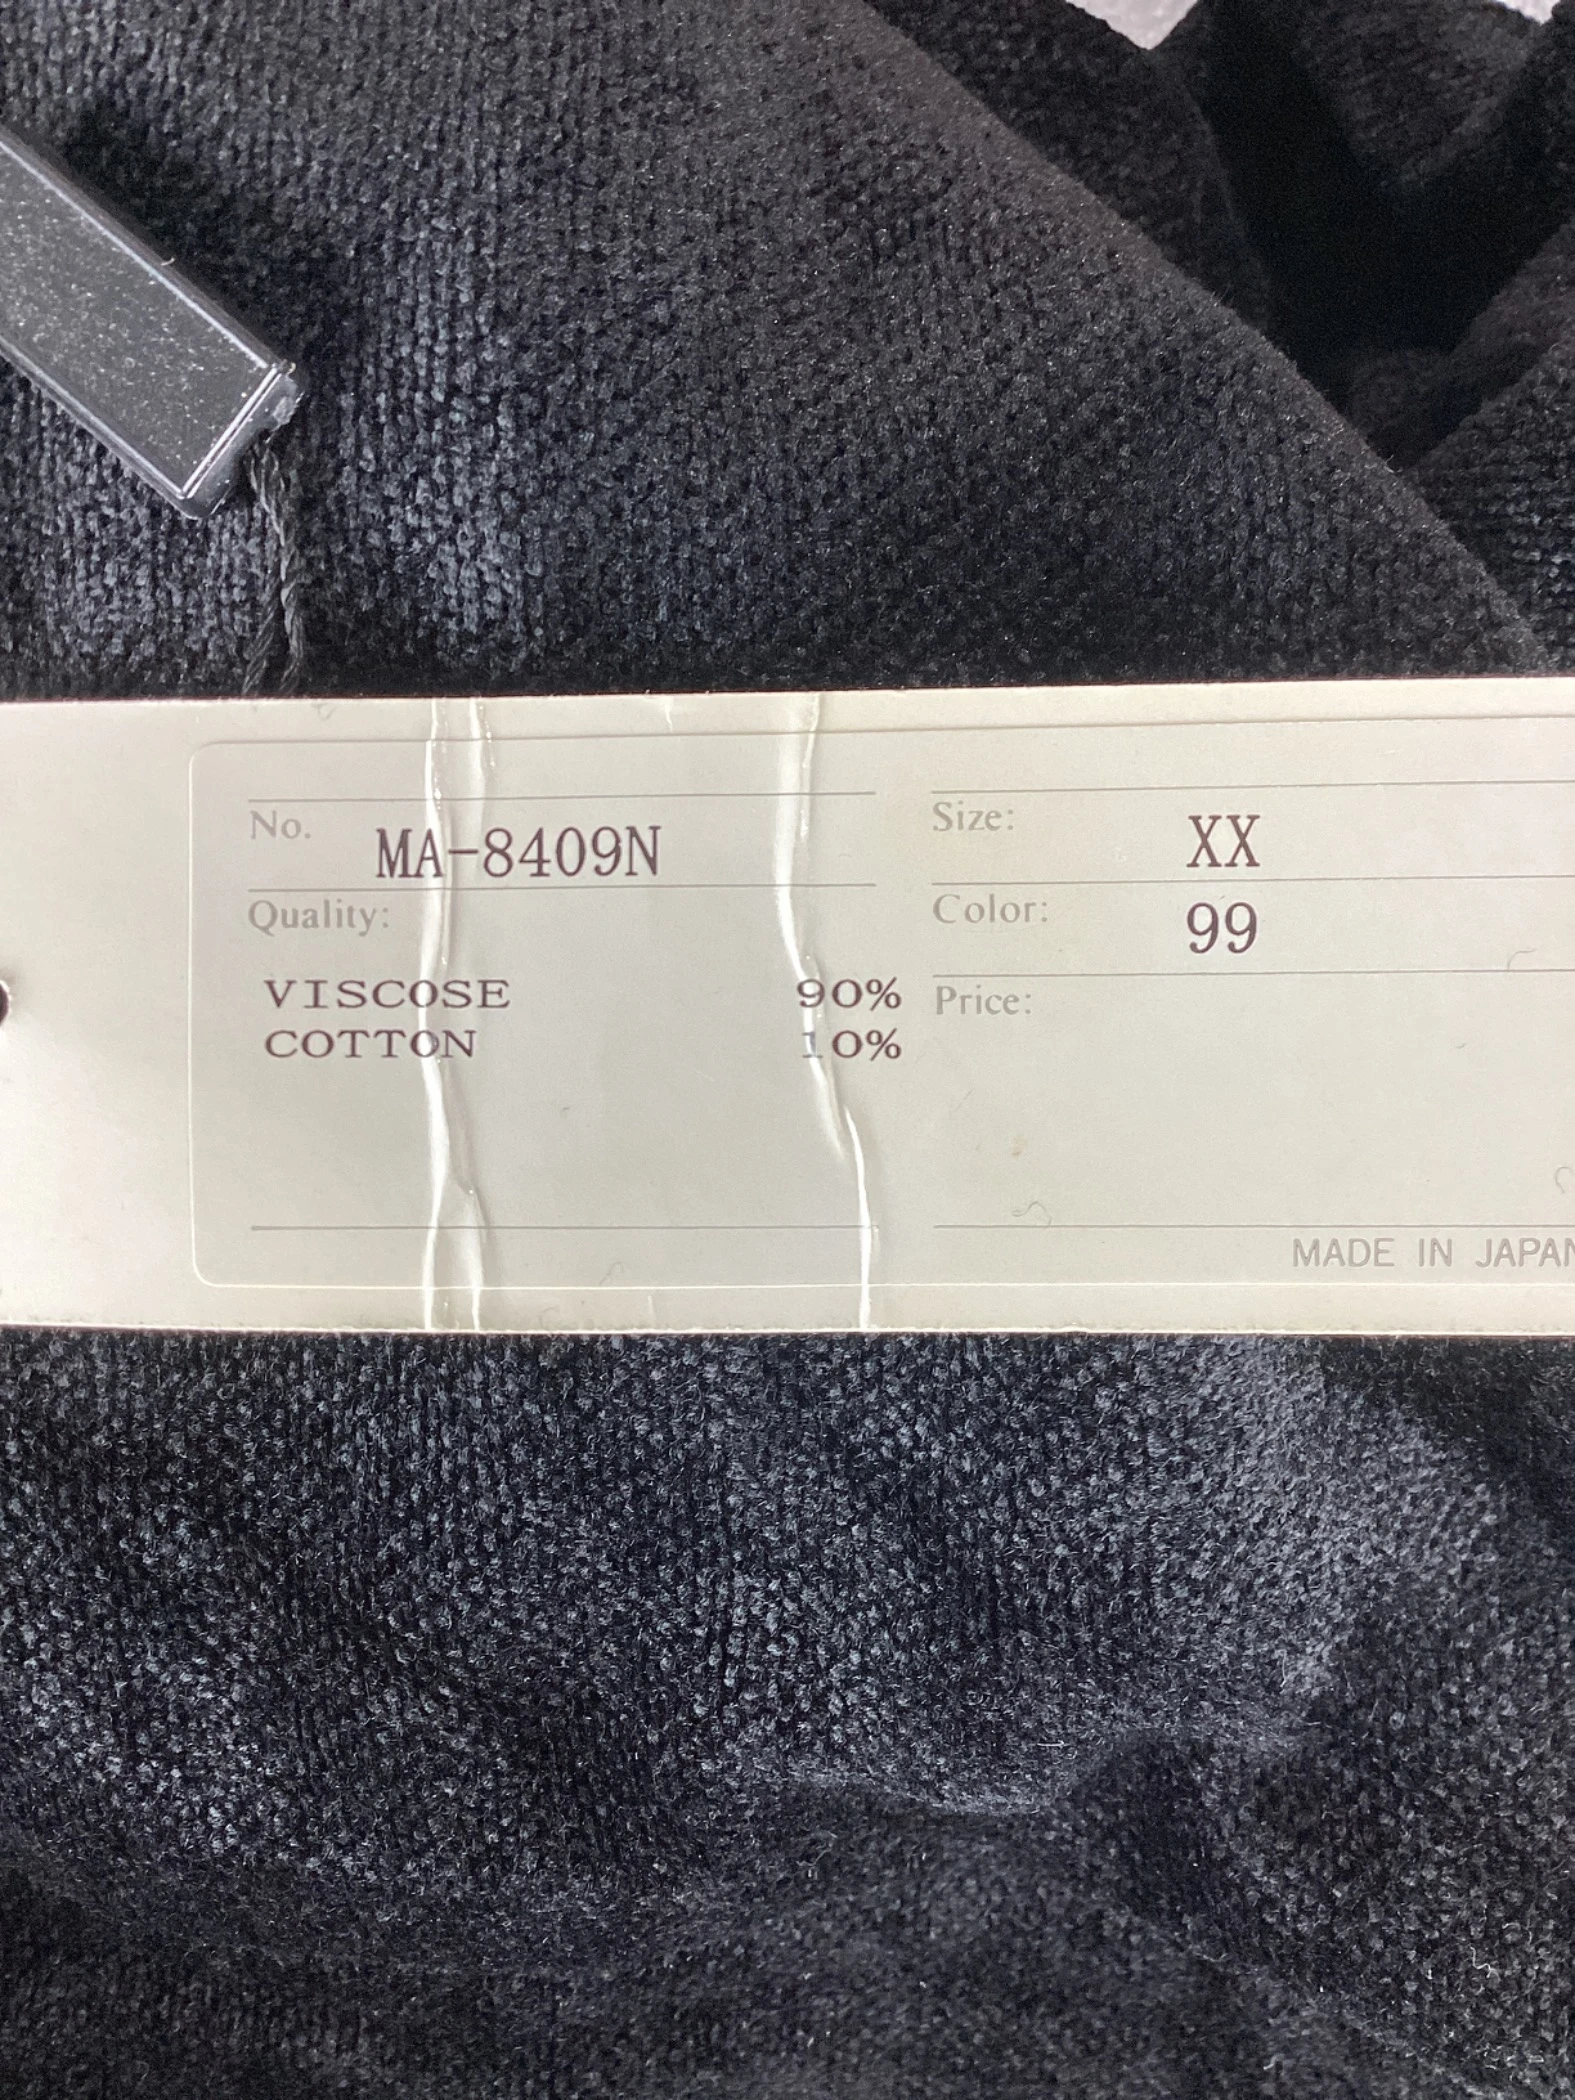 No. MA-8409N
Quality:
VISCOSE 90%
COTTON 10%
Size: XX
Color: 99
Price:
MADE IN JAPAN